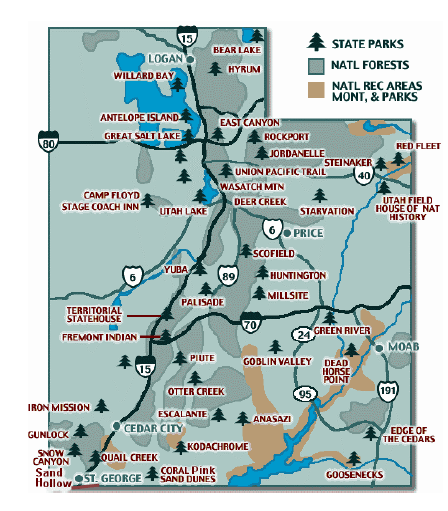 15
BEAR LAKE
STATE PARKS
LOGAN
HYRUM
NATL FORESTS
WILLARD BAY
NATL REC AREAS
MONT, & PARKS
ANTELOPE ISLAND
EAST CANYON
GREAT SALT LAKE
ROCKPORT
80
JORDANELLE
RED FLEET
STEINAKER
UNION PACIFIC TRAIL
40
WASATCH MTN
CAMP FLOYD
STAGE COACH INN
DEER CREEK
UTAH LAKE
STARVATION
UTAH FIELD
HOUSE OF NAT
HISTORY
6
PRICE
SCOFIELD
YUBA
6
89
HUNTINGTON
PALISADE
MILLSITE
TERRITORIAL
STATEHOUSE
70
GREEN RIVER
FREMONT INDIAN
24
MOAB
15
PIUTE
GOBLIN VALLEY
DEAD
HORSE
POINT
OTTER CREEK
95
191
IRON MISSION
ESCALANTE
ANASAZI
GUNLOCK
CEDAR CITY
EDGE OF
THE CEDARS
SNOW
CANYON
KODACHROME
QUAIL CREEK
Sand
Hollow
ST. GEORGE
CORAL Pink
SAND DUNES
GOOSENECKS